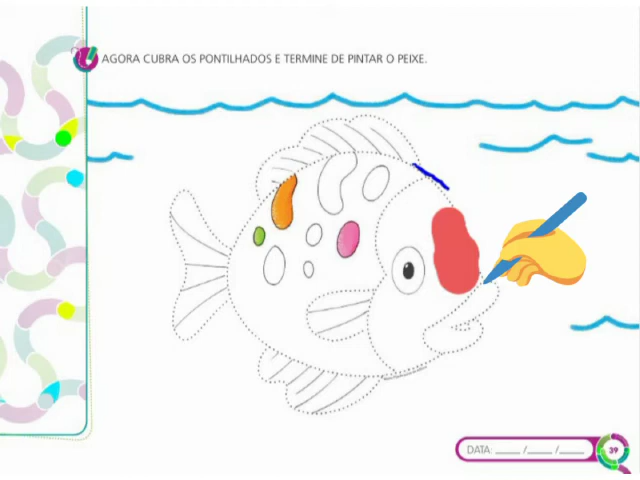 AGORA CUBRA OS PONTILHADOS E TERMINE DE PINTAR O PEIXE.
DATA: ____ /____ /____
39